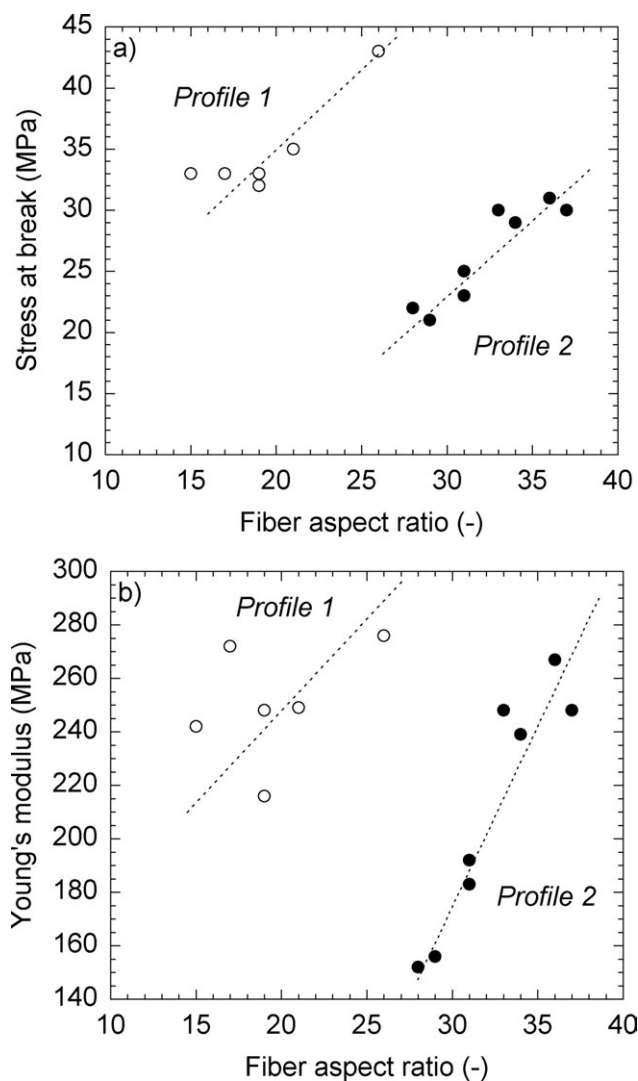 a)
Profile 1
Profile 2
Stress at break (MPa)
45
40
35
30
25
20
15
10
10 15 20 25 30 35 40
Fiber aspect ratio (-)
b)
Profile 1
Profile 2
Young's modulus (MPa)
300
280
260
240
220
200
180
160
140
10 15 20 25 30 35 40
Fiber aspect ratio (-)